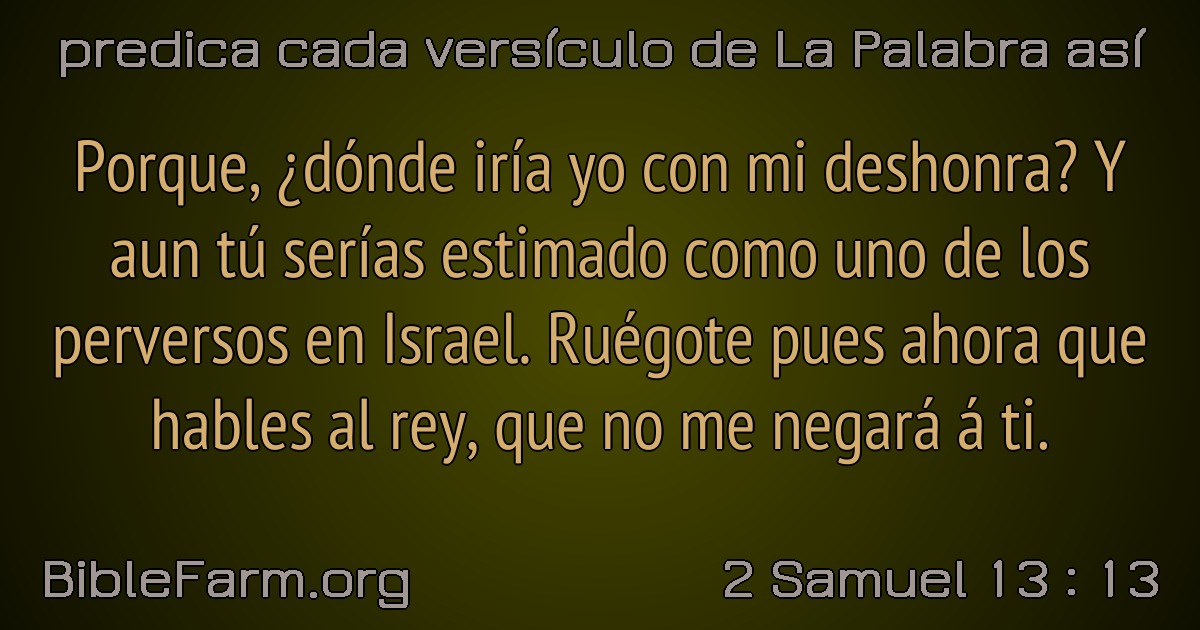 predica cada versículo de La Palabra así
Porque, ¿dónde iría yo con mi deshonra? Y
aun tú serías estimado como uno de los
perversos en Israel. Ruégote pues ahora que
hables al rey, que no me negará á ti.
BibleFarm.org
2 Samuel 13 : 13